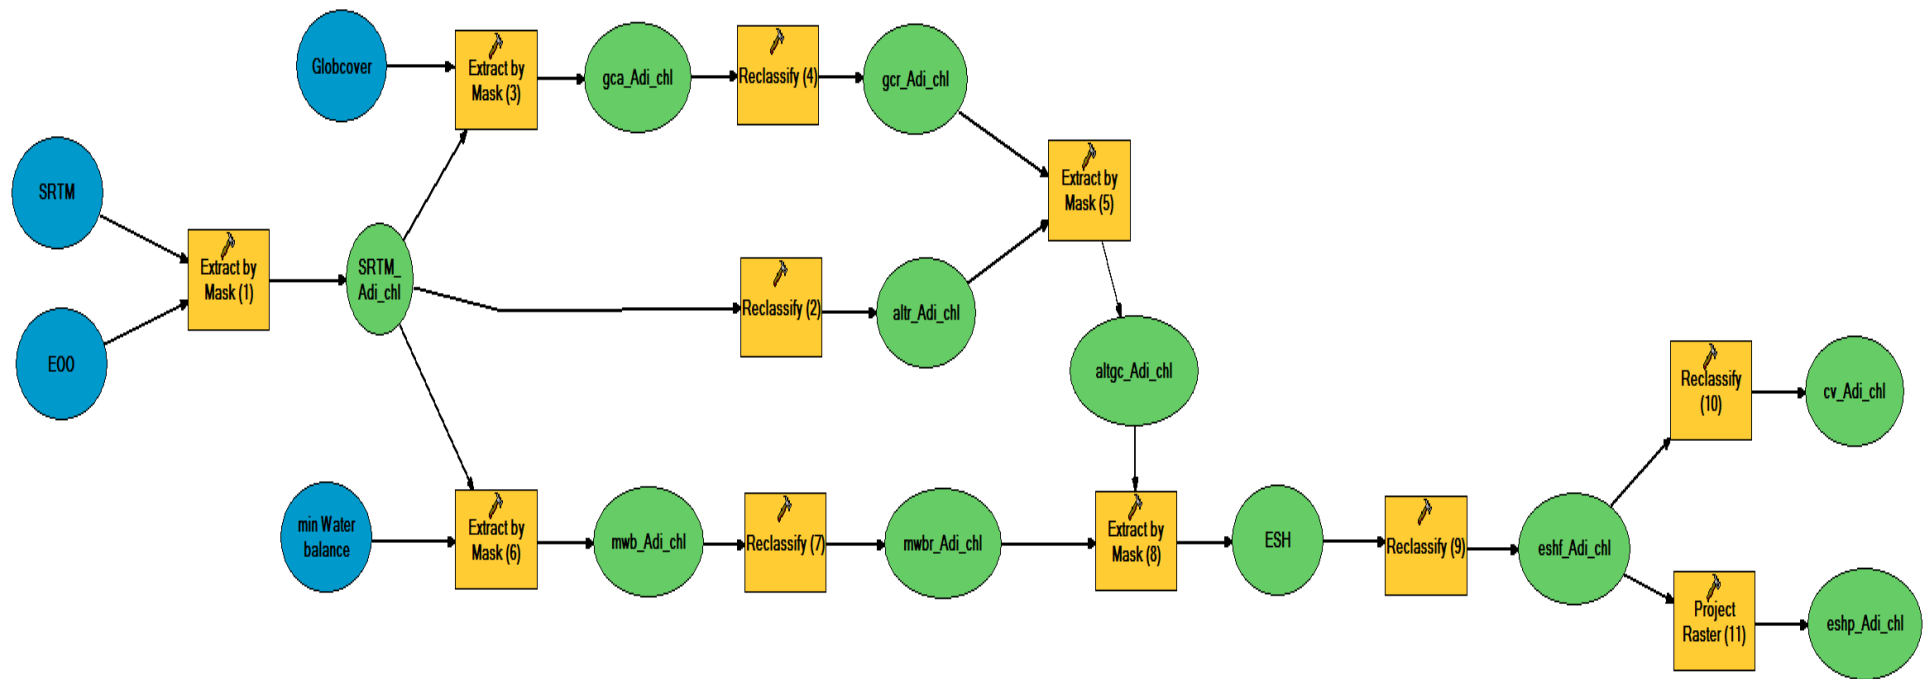 Globcover
Extract by
Mask (3)
gca_Adi_chl
Reclassify (4)
gcr_Adi_chl
SRTM
EOO
Extract by
Mask (1)
SRTM_
Adi_chl
Reclassify (2)
altr_Adi_chl
Extract by
Mask (5)
altgc_Adi_chl
min Water
balance
Extract by
Mask (6)
mwb_Adi_chl
Reclassify (7)
mwbr_Adi_chl
Extract by
Mask (8)
ESH
Reclassify (9)
eshf_Adi_chl
Reclassify
(10)
cv_Adi_chl
Project
Raster (11)
eshp_Adi_chl